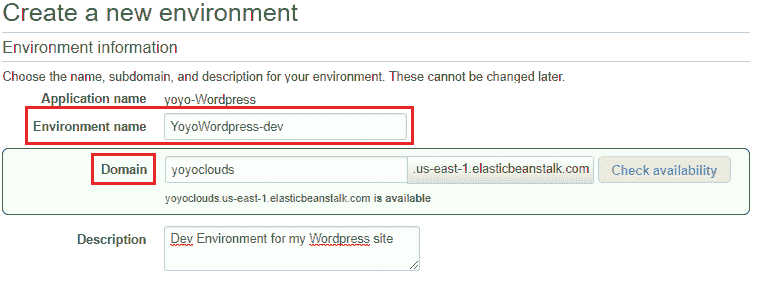 Create a new environment
Environment information
Choose the name, subdomain, and description for your environment. These cannot be changed later.
Application name yoyo-Wordpress
Environment name YoyoWordpress-dev
Domain yoyoclouds .us-east-1.elasticbeanstalk.com Check availability
yoyoclouds.us-east-1.elasticbeanstalk.com is available
Description Dev Environment for my Wordpress site